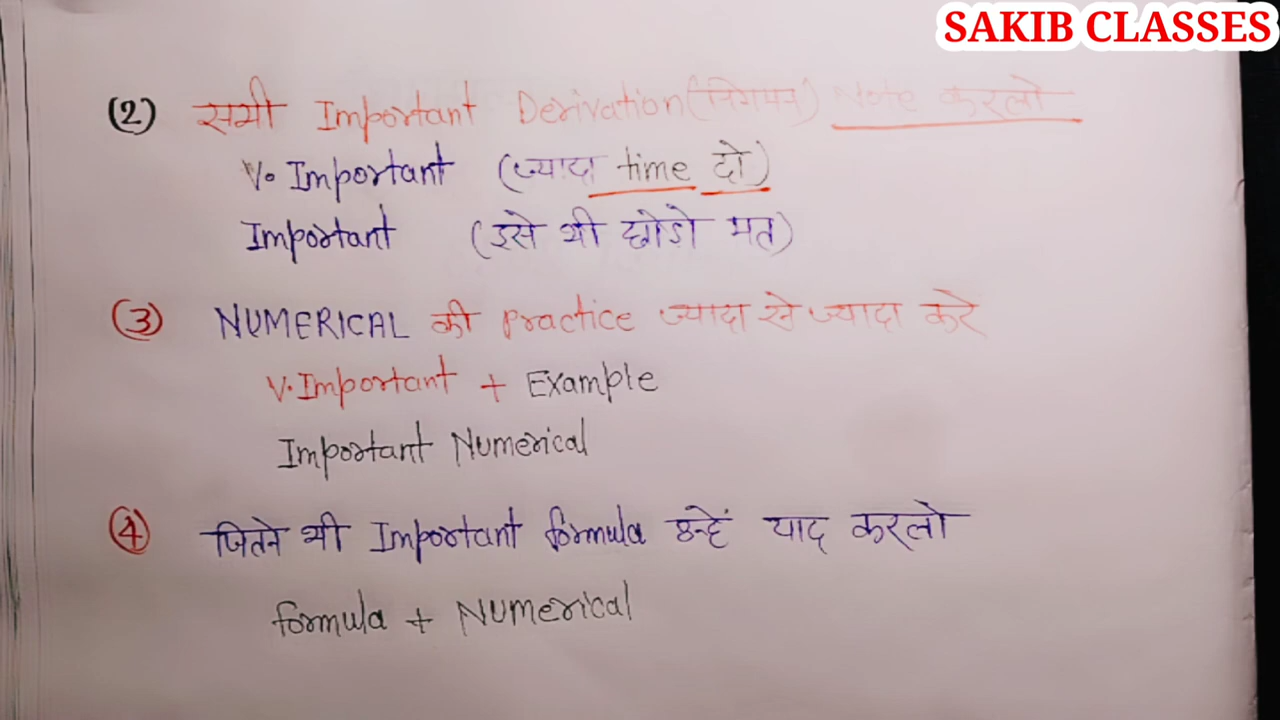 SAKIB CLASSES
(2) सभी Important Derivation (निगमन) Note करलो
V. Important (ज्यादा time दो)
Important (इसे भी छोडो मत)
(3) NUMERICAL की practice ज्यादा से ज्यादा करे
V. Important + Example
Important Numerical
(4) जितने भी Important formula उन्हें याद करलो
formula + Numerical